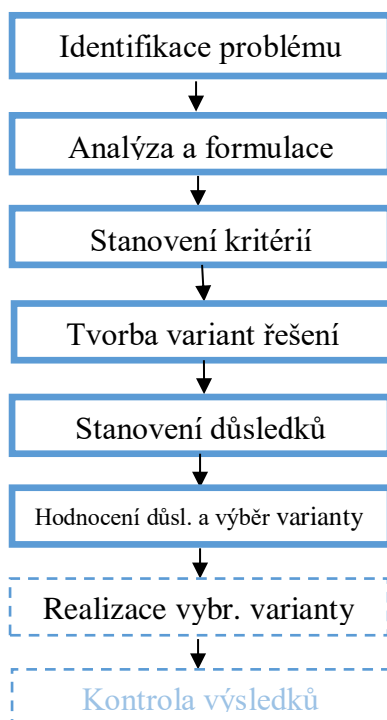 Identifikace problému
Analýza a formulace
Stanovení kritérií
Tvorba variant řešení
Stanovení důsledků
Hodnocení důsl. a výběr varianty
Realizace vybr. varianty
Kontrola výsledků